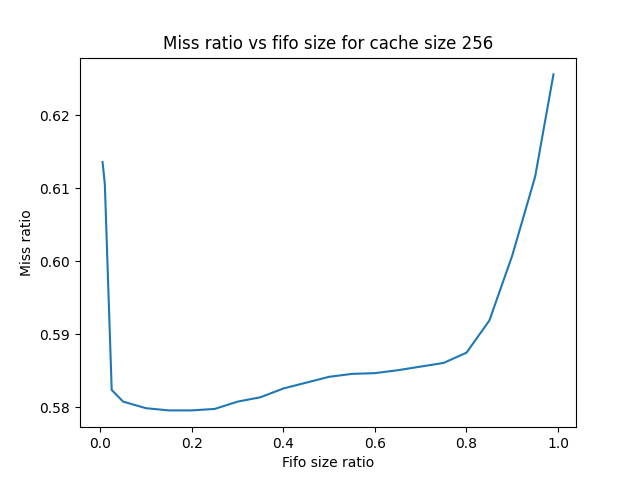 Miss ratio vs fifo size for cache size 256
0.62
0.61
0.60
0.59
0.58
Miss ratio
0.0 0.2 0.4 0.6 0.8 1.0
Fifo size ratio